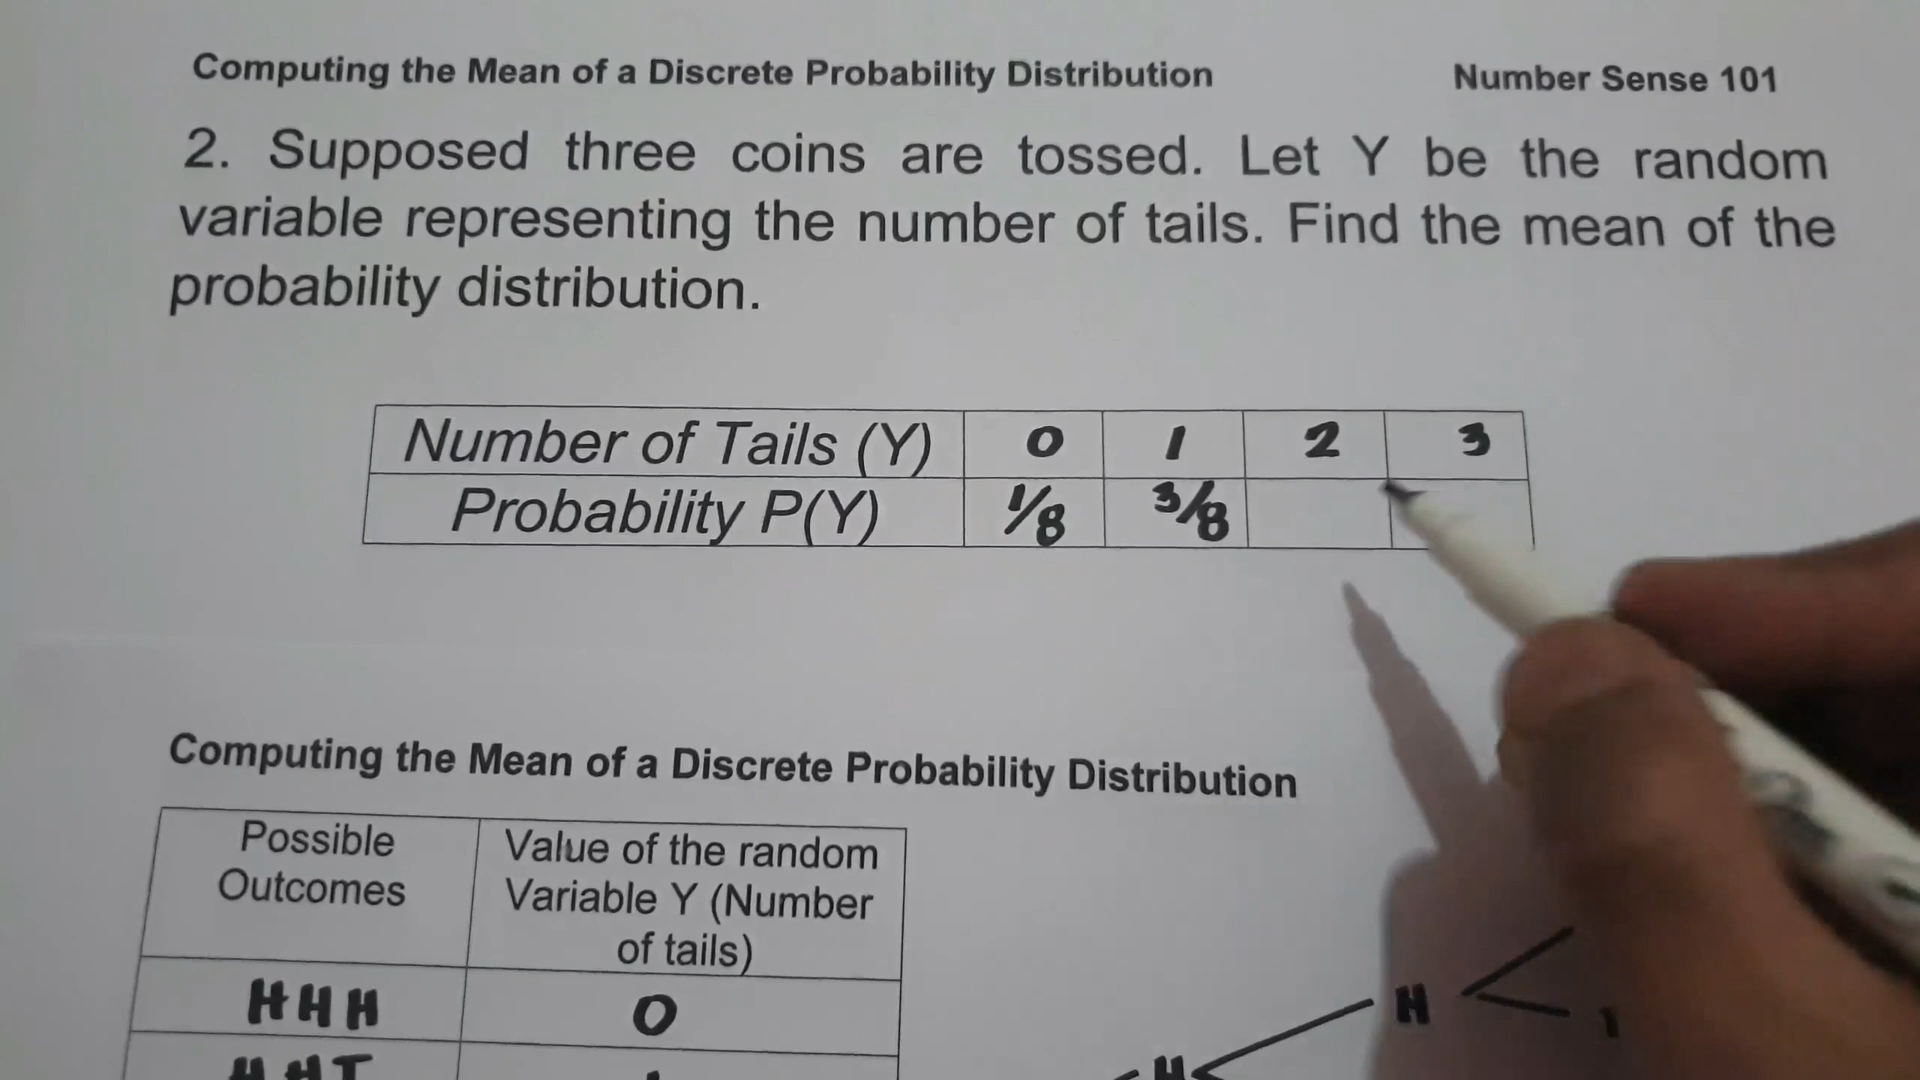 Computing the Mean of a Discrete Probability Distribution Number Sense 101
2. Supposed three coins are tossed. Let Y be the random
variable representing the number of tails. Find the mean of the
probability distribution.
Number of Tails (Y) 0 1 2 3
Probability P(Y) 1/8 3/8
Computing the Mean of a Discrete Probability Distribution
Possible Outcomes
Value of the random Variable Y (Number of tails)
HHH 0
HHT
H
H